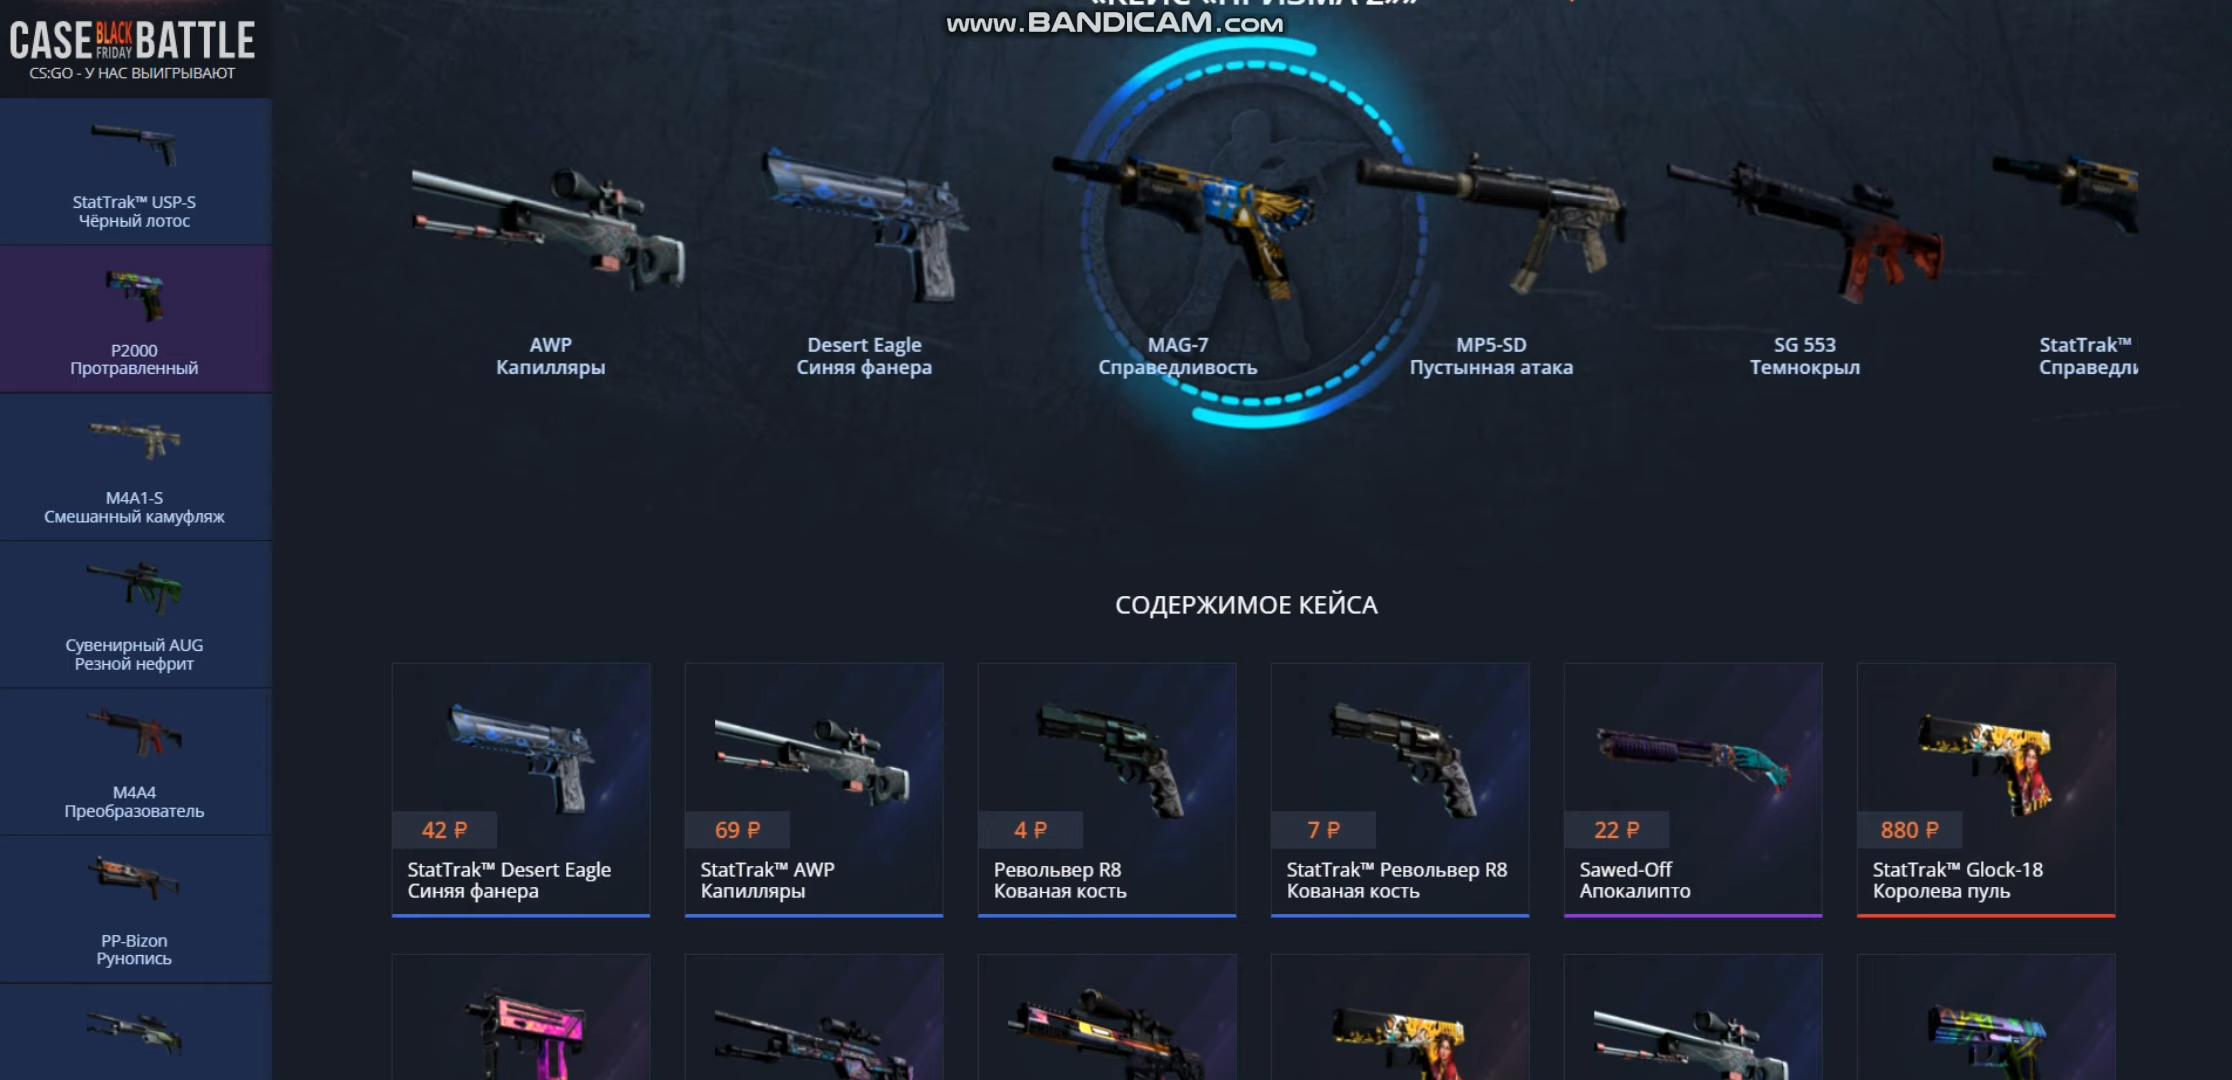 «КЕЙС «ПРИЗМА 2»»
www.BANDICAM.com
CASE BLACK FRIDAY BATTLE
CS:GO - У НАС ВЫИГРЫВАЮТ
StatTrak™ USP-S
Чёрный лотос
P2000
Протравленный
M4A1-S
Смешанный камуфляж
Сувенирный AUG
Резной нефрит
M4A4
Преобразователь
PP-Bizon
Рунопись
AWP
Капилляры
Desert Eagle
Синяя фанера
MAG-7
Справедливость
MP5-SD
Пустынная атака
SG 553
Темнокрыл
StatTrak™
СОДЕРЖИМОЕ КЕЙСА
42 ₽
StatTrak™ Desert Eagle
Синяя фанера
69 ₽
StatTrak™ AWP
Капилляры
4 ₽
Револьвер R8
Кованая кость
7 ₽
StatTrak™ Револьвер R8
Кованая кость
22 ₽
Sawed-Off
Апокалипто
880 ₽
StatTrak™ Glock-18
Королева пуль